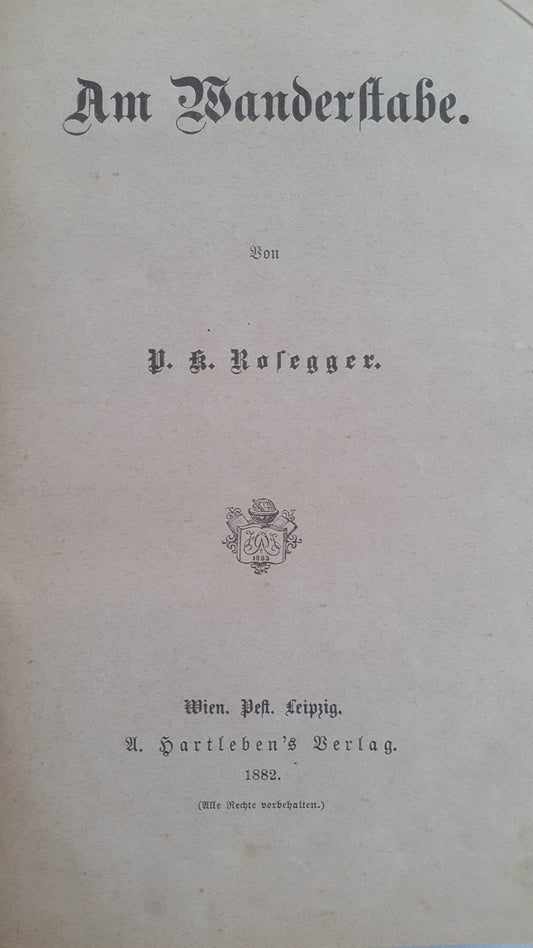 Am Wanderstabe.
Von
P. K. Rosegger.
1803
Wien. Pest. Leipzig.
A. Hartleben's Verlag.
1882.
(Alle Rechte vorbehalten.)